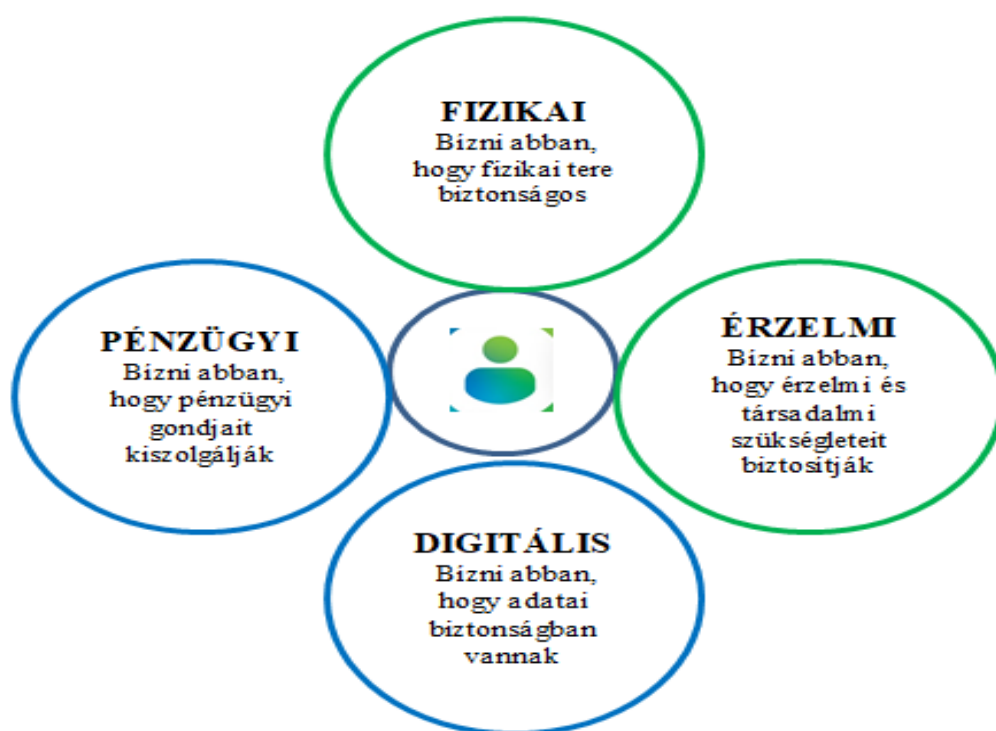 FIZIKAI
Bízni abban,
hogy fizikai tere
biztonságos
PÉNZÜGYI
Bízni abban,
hogy pénzügyi
gondjait
kiszolgálják
ÉRZELMI
Bízni abban,
hogy érzelmi és
társadalmi
szükségleteit
biztosítják
DIGITÁLIS
Bízni abban,
hogy adatai
biztonságban
vannak